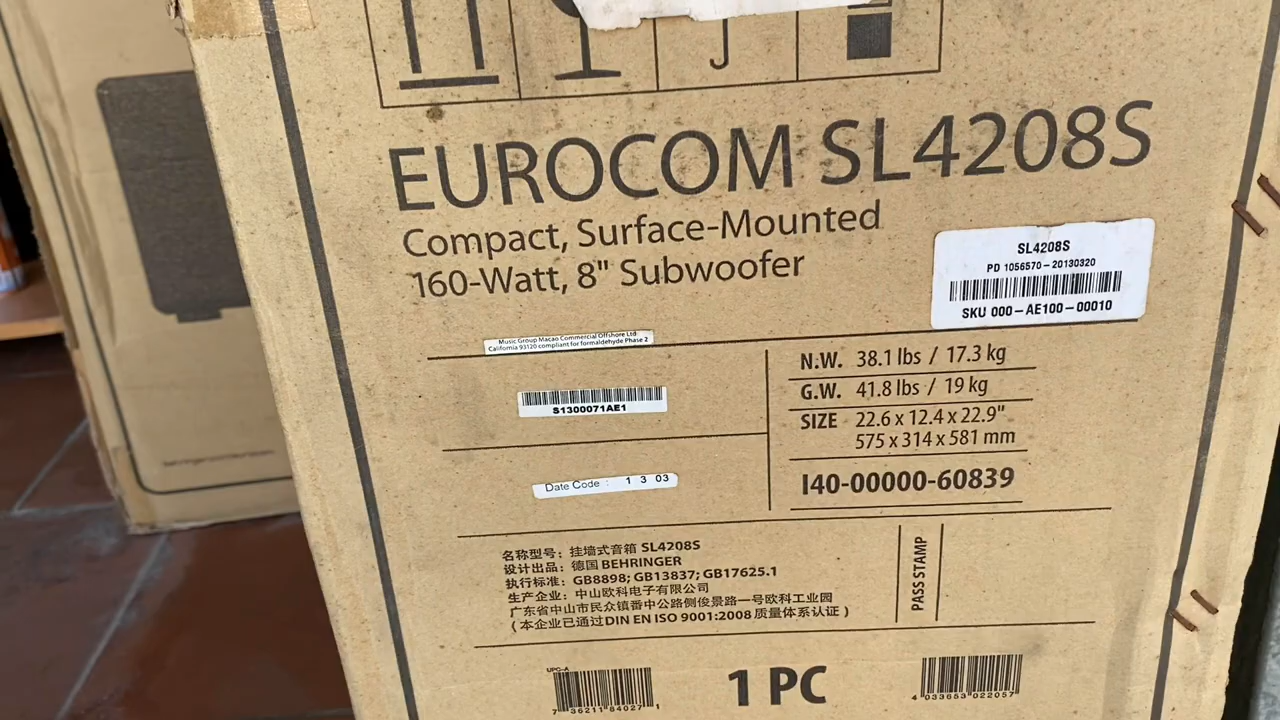 EUROCOM SL4208S
Compact, Surface-Mounted
160-Watt, 8" Subwoofer
SL4208S
PD 1056570-20130320
SKU 000-AE100-00010
Music Group Macao Commercial Offshore Ltd.
California 93120 compliant for formaldehyde Phase 2
S1300071AE1
Date Code : 1 3 03
N.W. 38.1 lbs / 17.3 kg
G.W. 41.8 lbs / 19 kg
SIZE 22.6 x 12.4 x 22.9"
575 x 314 x 581 mm
I40-00000-60839
名称型号：挂墙式音箱 SL4208S
设计出品：德国 BEHRINGER
执行标准：GB8898; GB13837; GB17625.1
生产企业：中山欧科电子有限公司
广东省中山市民众镇番中公路侧俊景路一号欧科工业园
（本企业已通过DIN EN ISO 9001:2008 质量体系认证）
PASS STAMP
UPC-A
7 36211 84027 1
1 PC
4 033653 022057